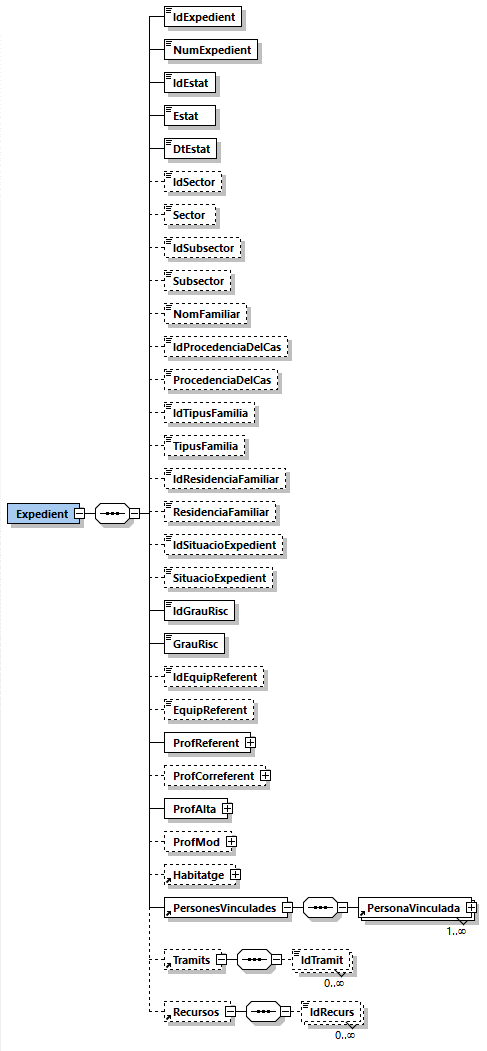 IdExpedient
NumExpedient
IdEstat
Estat
DtEstat
IdSector
Sector
IdSubsector
Subsector
NomFamiliar
IdProcedenciaDelCas
ProcedenciaDelCas
IdTipusFamilia
TipusFamilia
IdResidenciaFamiliar
Expedient
ResidenciaFamiliar
IdSituacioExpedient
SituacioExpedient
IdGrauRisc
GrauRisc
IdEquipReferent
EquipReferent
ProfReferent
ProfCorreferent
ProfAlta
ProfMod
Habitatge
PersonesVinculades
PersonaVinculada
1..∞
Tramits
IdTramit
0..∞
Recursos
IdRecurs
0..∞